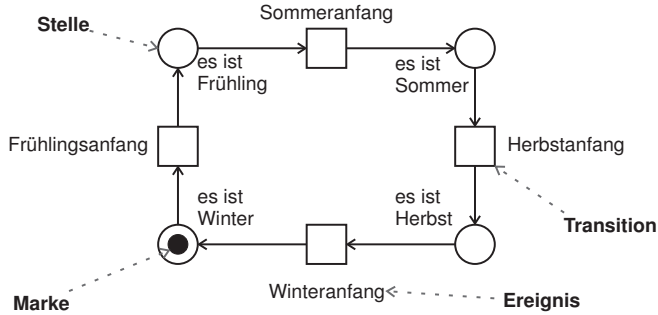 Sommeranfang
Stelle
es ist
Frühling
es ist
Sommer
Frühlingsanfang
Herbstanfang
es ist
Winter
es ist
Herbst
Transition
Marke
Winteranfang
Ereignis